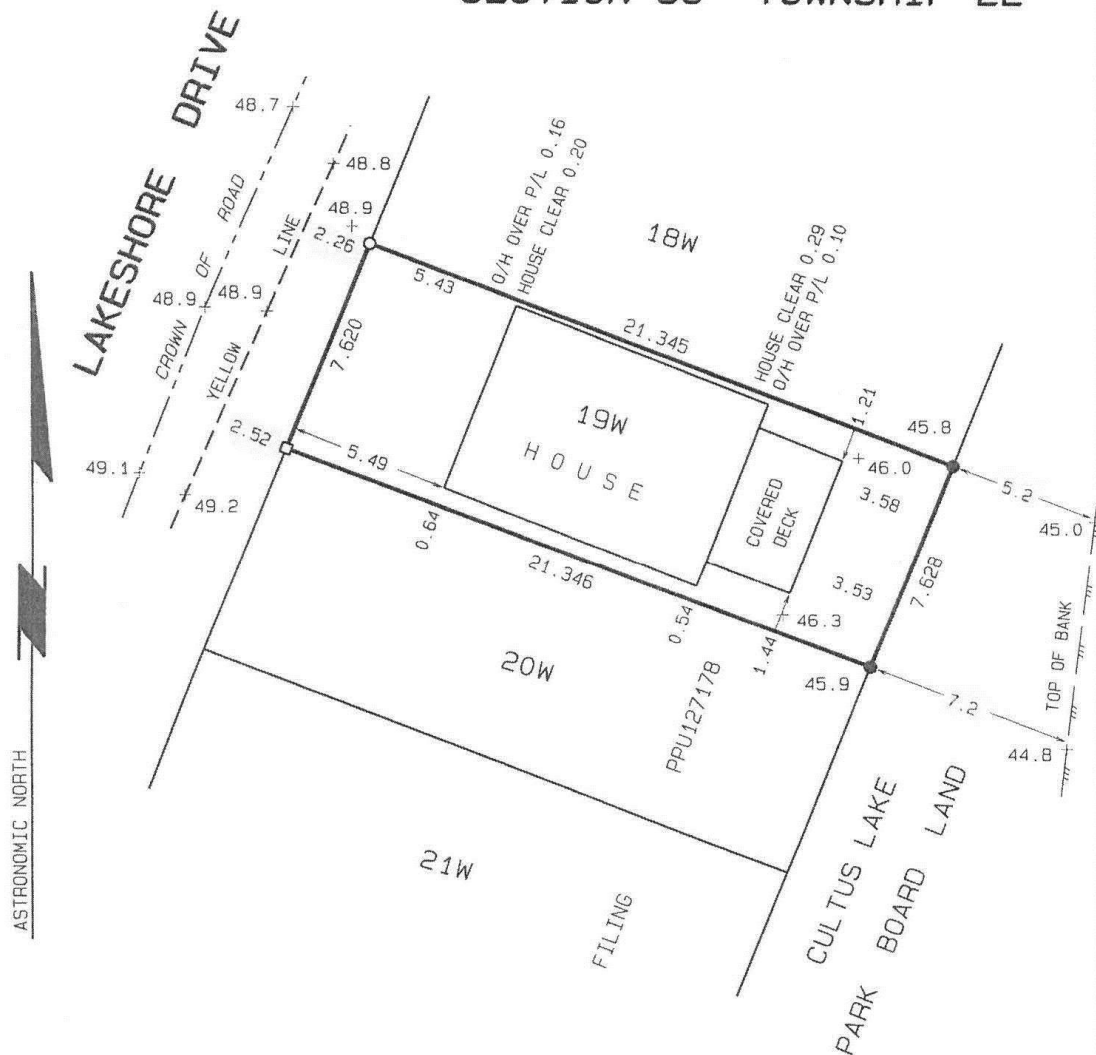 ASTRONOMIC NORTH
LAKESHORE DRIVE
48.7
CROWN OF ROAD
48.9
49.1
YELLOW LINE
48.8
48.9
49.2
48.9
2.26
2.52
7.620
5.43
O/H OVER P/L 0.16
HOUSE CLEAR 0.20
18W
21.345
HOUSE CLEAR 0.29
O/H OVER P/L 0.10
5.49
0.64
19W
HOUSE
COVERED
DECK
1.21
46.0
45.8
3.58
3.53
46.3
1.44
0.54
21.346
7.628
45.9
5.2
45.0
7.2
44.8
TOP OF BANK
20W
PPU127178
21W
FILING
CULTUS LAKE
PARK BOARD LAND